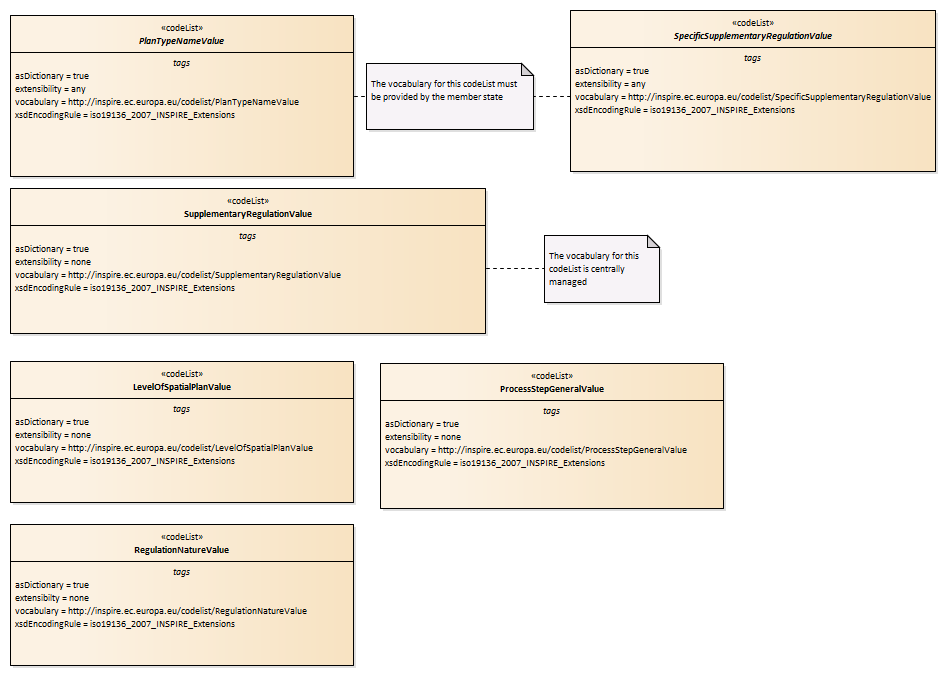 «codeList»
PlanTypeNameValue
tags
asDictionary = true
extensibility = any
vocabulary = http://inspire.ec.europa.eu/codelist/PlanTypeNameValue
xsdEncodingRule = iso19136_2007_INSPIRE_Extensions
The vocabulary for this codeList must
be provided by the member state
«codeList»
SpecificSupplementaryRegulationValue
tags
asDictionary = true
extensibility = any
vocabulary = http://inspire.ec.europa.eu/codelist/SpecificSupplementaryRegulationValue
xsdEncodingRule = iso19136_2007_INSPIRE_Extensions
«codeList»
SupplementaryRegulationValue
tags
asDictionary = true
extensibility = none
vocabulary = http://inspire.ec.europa.eu/codelist/SupplementaryRegulationValue
xsdEncodingRule = iso19136_2007_INSPIRE_Extensions
The vocabulary for this
codeList is centrally
managed
«codeList»
LevelOfSpatialPlanValue
tags
asDictionary = true
extensibility = none
vocabulary = http://inspire.ec.europa.eu/codelist/LevelOfSpatialPlanValue
xsdEncodingRule = iso19136_2007_INSPIRE_Extensions
«codeList»
ProcessStepGeneralValue
tags
asDictionary = true
extensibility = none
vocabulary = http://inspire.ec.europa.eu/codelist/ProcessStepGeneralValue
xsdEncodingRule = iso19136_2007_INSPIRE_Extensions
«codeList»
RegulationNatureValue
tags
asDictionary = true
extensibilty = none
vocabulary = http://inspire.ec.europa.eu/codelist/RegulationNatureValue
xsdEncodingRule = iso19136_2007_INSPIRE_Extensions